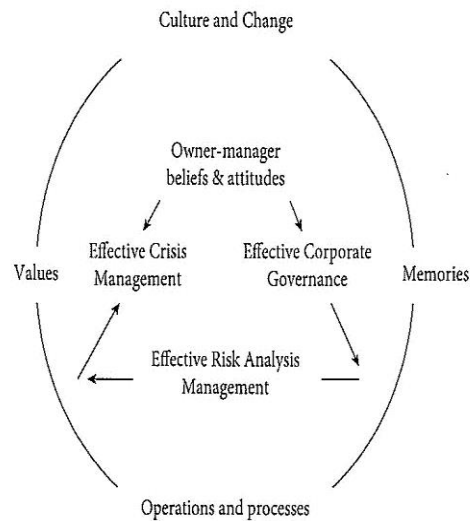 Culture and Change
Owner-manager
beliefs & attitudes
Values
Effective Crisis
Management
Effective Corporate
Governance
Memories
Effective Risk Analysis
Management
Operations and processes